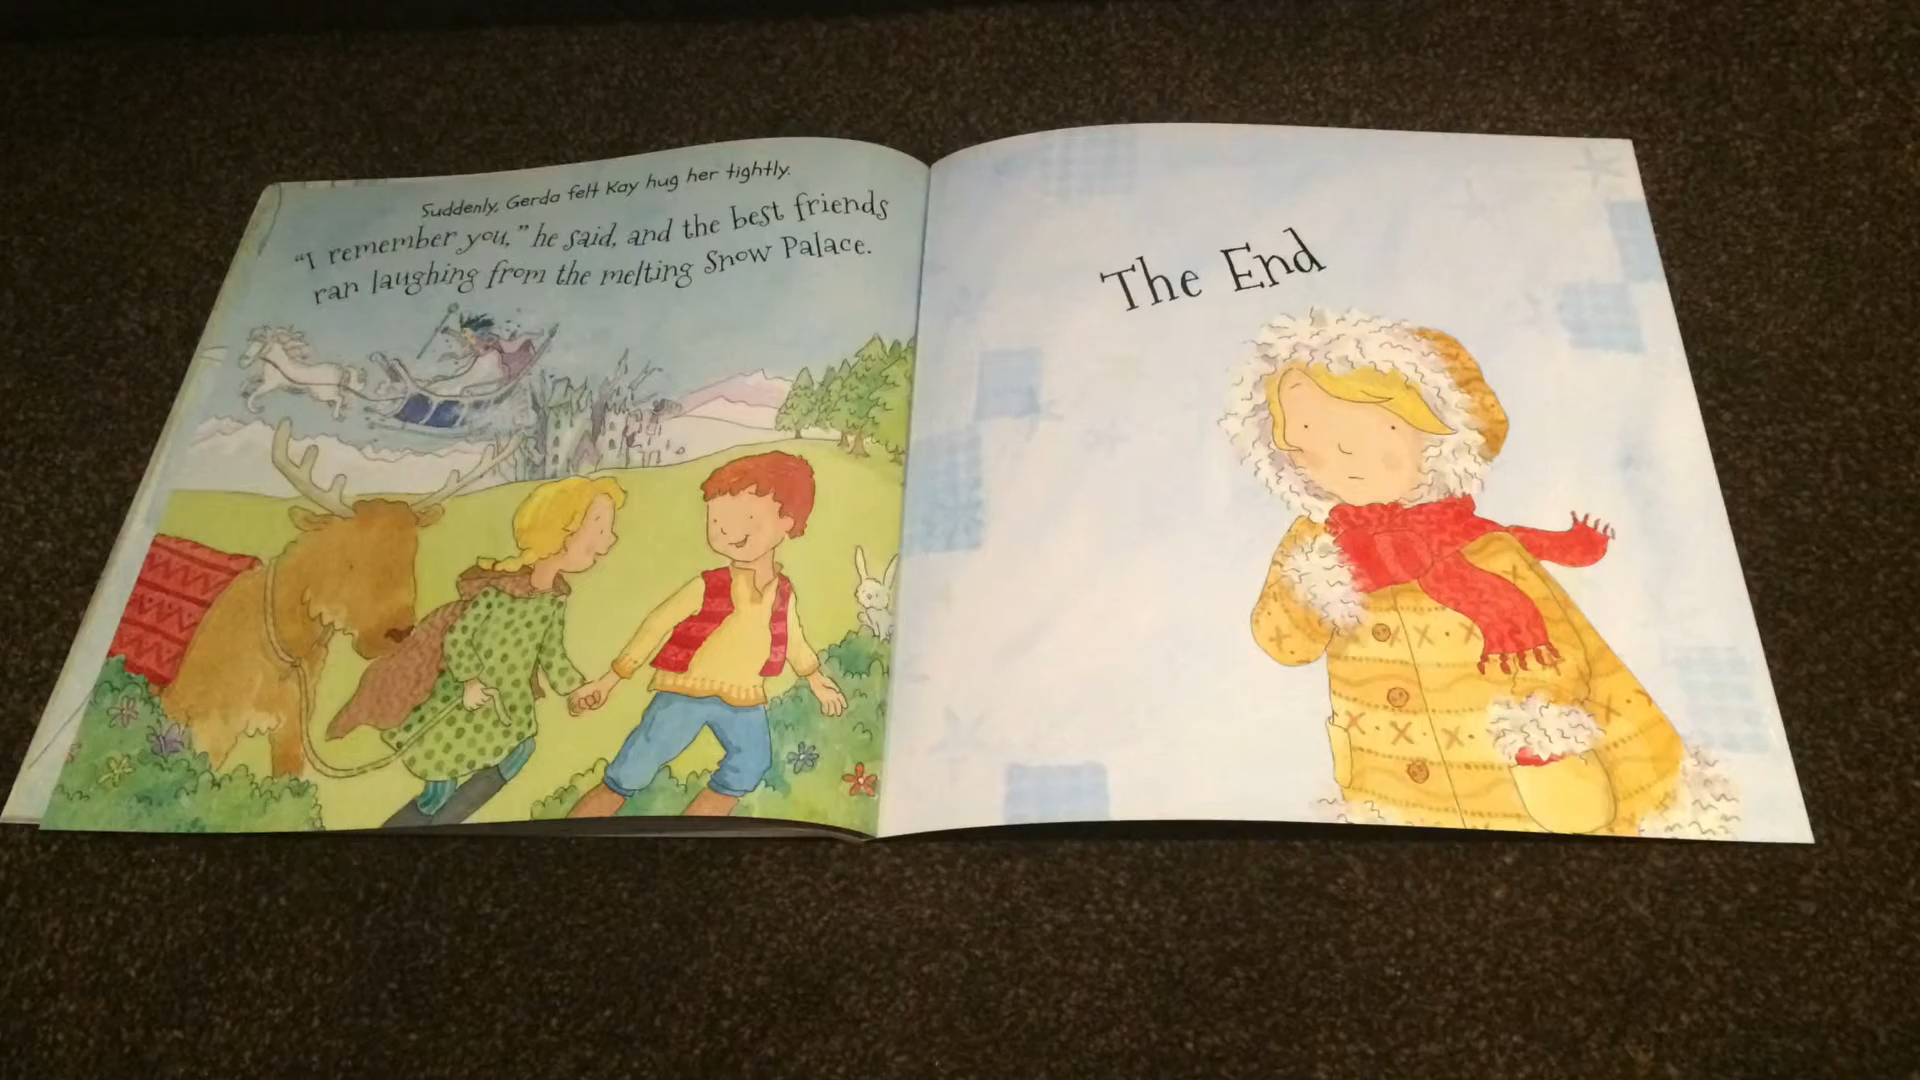 Suddenly, Gerda felt Kay hug her tightly.
“I remember you,” he said, and the best friends
ran laughing from the melting Snow Palace.
The End